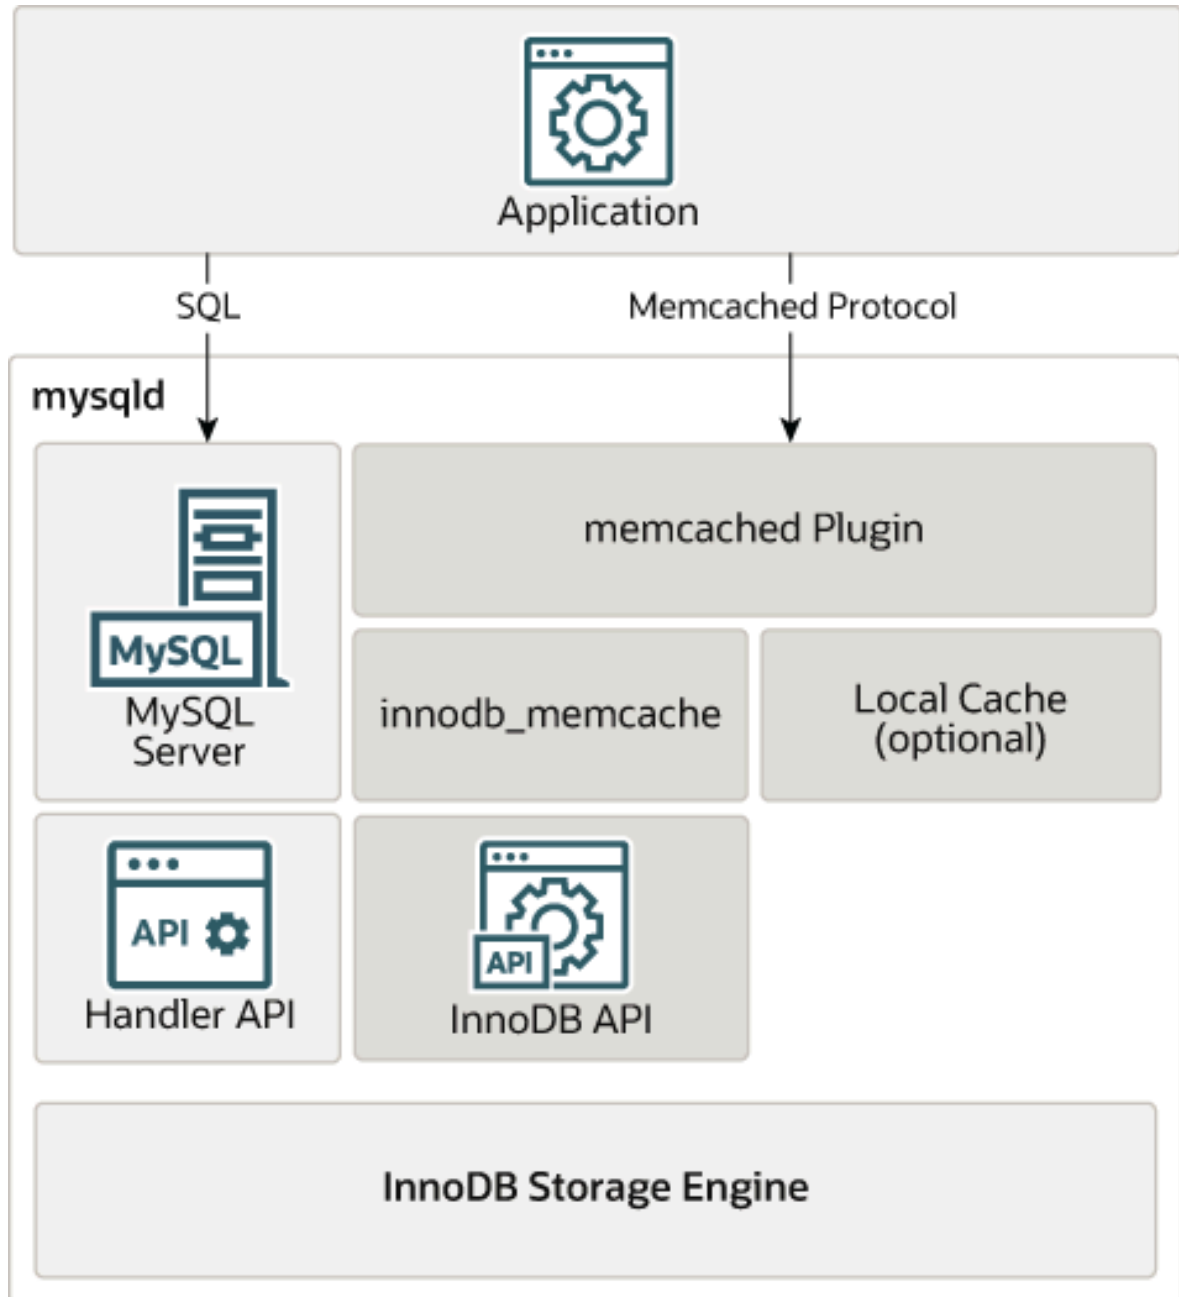 Application
SQL
Memcached Protocol
mysqld
MySQL
MySQL
Server
memcached Plugin
innodb_memcache
Local Cache
(optional)
API
Handler API
API
InnoDB API
InnoDB Storage Engine